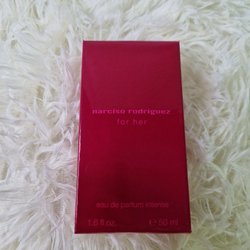 narciso rodriguez
for her
eau de parfum intense
1.6 fl.oz. ℮ 50 ml